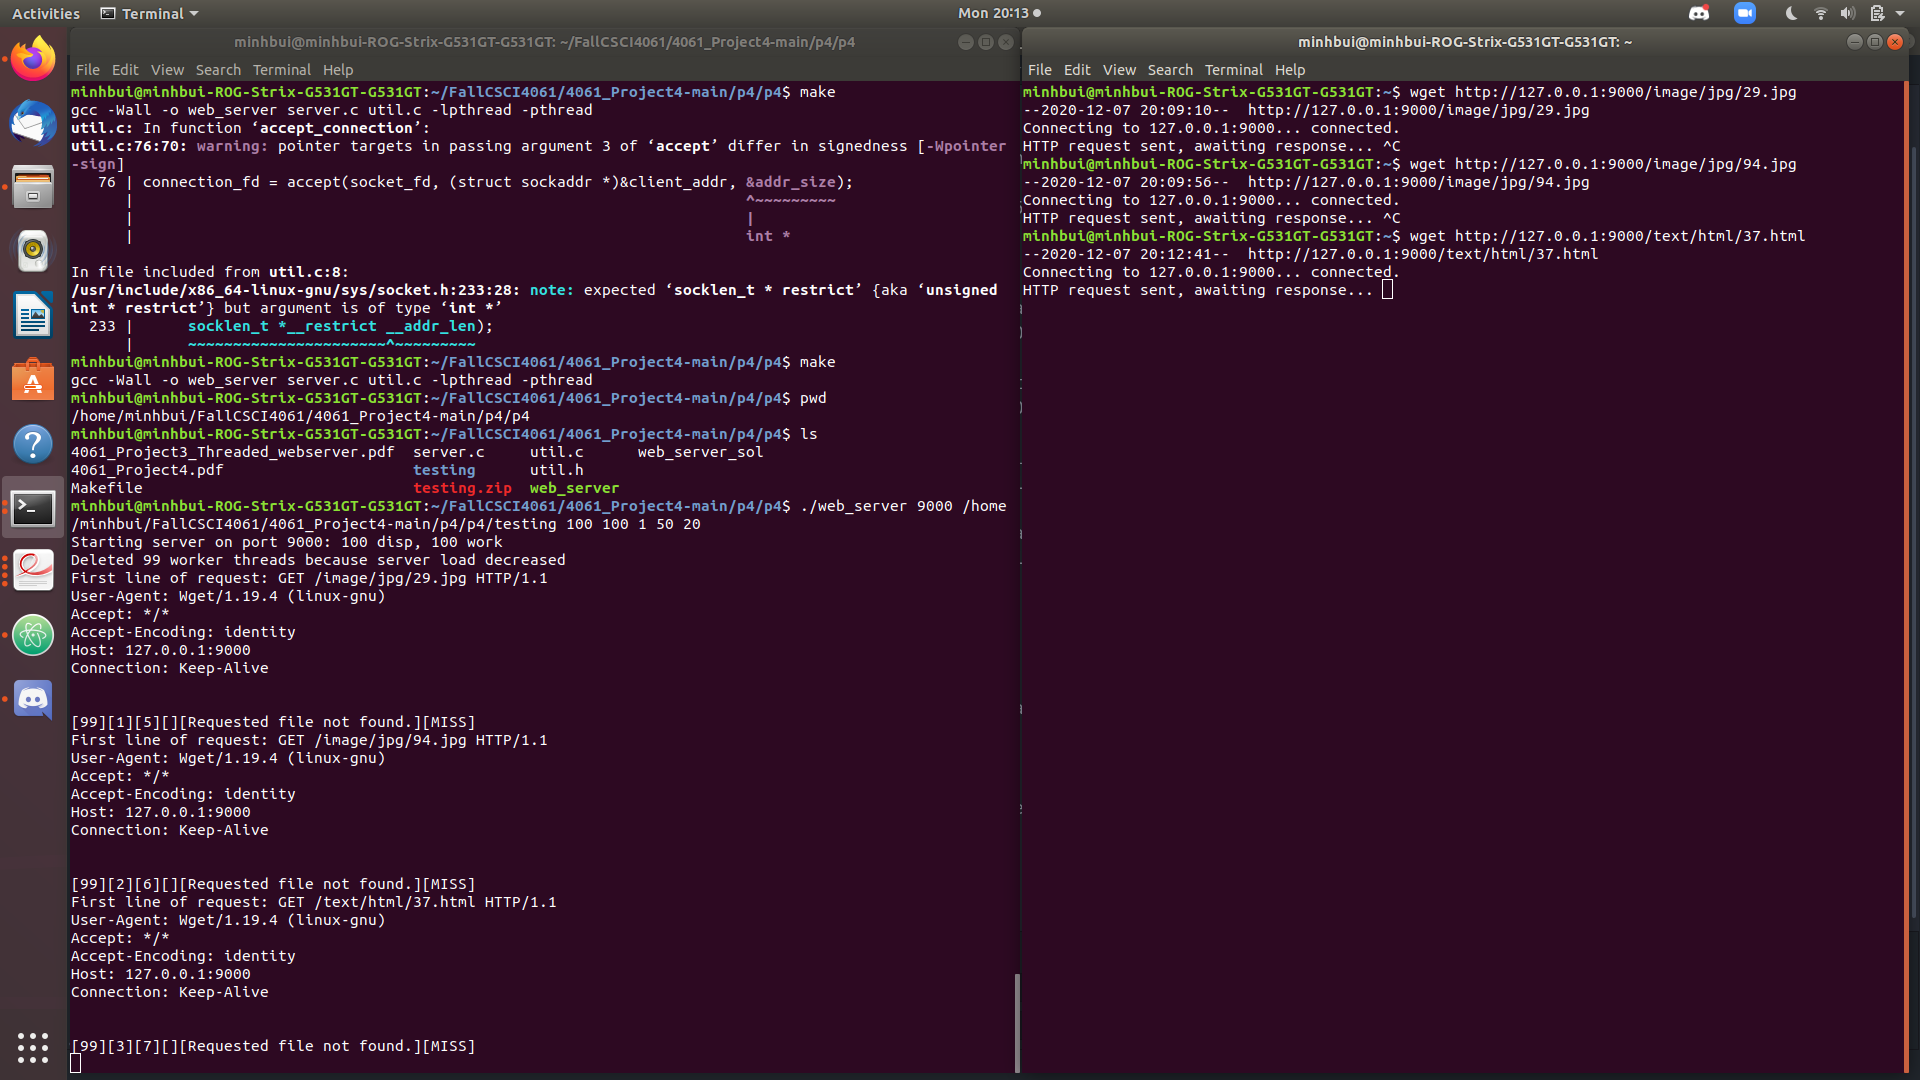 Activities Terminal Mon 20:13
minhbui@minhbui-ROG-Strix-G531GT-G531GT: ~/FallCSCI4061/4061_Project4-main/p4/p4
File Edit View Search Terminal Help
minhbui@minhbui-ROG-Strix-G531GT-G531GT:~/FallCSCI4061/4061_Project4-main/p4/p4$ make
gcc -Wall -o web_server server.c util.c -lpthread -pthread
util.c: In function ‘accept_connection’:
util.c:76:70: warning: pointer targets in passing argument 3 of ‘accept’ differ in signedness [-Wpointer
-sign]
   76 | connection_fd = accept(socket_fd, (struct sockaddr *)&client_addr, &addr_size);
      |                                                                    ^~~~~~~~~~
      |                                                                    |
      |                                                                    int *
In file included from util.c:8:
/usr/include/x86_64-linux-gnu/sys/socket.h:233:28: note: expected ‘socklen_t * restrict’ {aka ‘unsigned
int * restrict’} but argument is of type ‘int *’
  233 |      socklen_t *__restrict __addr_len);
      |      ~~~~~~~~~~~~~~~~~~~~~~^~~~~~~~~~
minhbui@minhbui-ROG-Strix-G531GT-G531GT:~/FallCSCI4061/4061_Project4-main/p4/p4$ make
gcc -Wall -o web_server server.c util.c -lpthread -pthread
minhbui@minhbui-ROG-Strix-G531GT-G531GT:~/FallCSCI4061/4061_Project4-main/p4/p4$ pwd
/home/minhbui/FallCSCI4061/4061_Project4-main/p4/p4
minhbui@minhbui-ROG-Strix-G531GT-G531GT:~/FallCSCI4061/4061_Project4-main/p4/p4$ ls
4061_Project3_Threaded_webserver.pdf  server.c     util.c      web_server_sol
4061_Project4.pdf                     testing      util.h
Makefile                              testing.zip  web_server
minhbui@minhbui-ROG-Strix-G531GT-G531GT:~/FallCSCI4061/4061_Project4-main/p4/p4$ ./web_server 9000 /home
/minhbui/FallCSCI4061/4061_Project4-main/p4/p4/testing 100 100 1 50 20
Starting server on port 9000: 100 disp, 100 work
Deleted 99 worker threads because server load decreased
First line of request: GET /image/jpg/29.jpg HTTP/1.1
User-Agent: Wget/1.19.4 (linux-gnu)
Accept: */*
Accept-Encoding: identity
Host: 127.0.0.1:9000
Connection: Keep-Alive
[99][1][5][][Requested file not found.][MISS]
First line of request: GET /image/jpg/94.jpg HTTP/1.1
User-Agent: Wget/1.19.4 (linux-gnu)
Accept: */*
Accept-Encoding: identity
Host: 127.0.0.1:9000
Connection: Keep-Alive
[99][2][6][][Requested file not found.][MISS]
First line of request: GET /text/html/37.html HTTP/1.1
User-Agent: Wget/1.19.4 (linux-gnu)
Accept: */*
Accept-Encoding: identity
Host: 127.0.0.1:9000
Connection: Keep-Alive
[99][3][7][][Requested file not found.][MISS]
minhbui@minhbui-ROG-Strix-G531GT-G531GT: ~
File Edit View Search Terminal Help
minhbui@minhbui-ROG-Strix-G531GT-G531GT:~$ wget http://127.0.0.1:9000/image/jpg/29.jpg
--2020-12-07 20:09:10--  http://127.0.0.1:9000/image/jpg/29.jpg
Connecting to 127.0.0.1:9000... connected.
HTTP request sent, awaiting response... ^C
minhbui@minhbui-ROG-Strix-G531GT-G531GT:~$ wget http://127.0.0.1:9000/image/jpg/94.jpg
--2020-12-07 20:09:56--  http://127.0.0.1:9000/image/jpg/94.jpg
Connecting to 127.0.0.1:9000... connected.
HTTP request sent, awaiting response... ^C
minhbui@minhbui-ROG-Strix-G531GT-G531GT:~$ wget http://127.0.0.1:9000/text/html/37.html
--2020-12-07 20:12:41--  http://127.0.0.1:9000/text/html/37.html
Connecting to 127.0.0.1:9000... connected.
HTTP request sent, awaiting response...